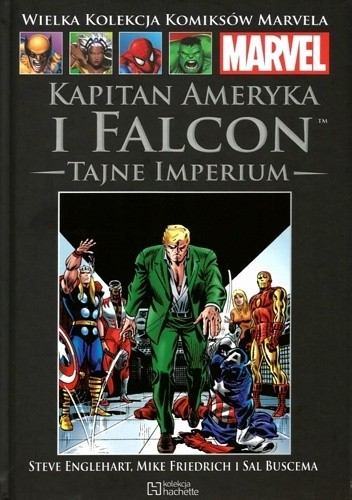 WIELKA KOLEKCJA KOMIKSÓW MARVELA
MARVEL
KAPITAN AMERYKA
I FALCON™
TAJNE IMPERIUM
STEVE ENGLEHART, MIKE FRIEDRICH I SAL BUSCEMA
kolekcja
hachette